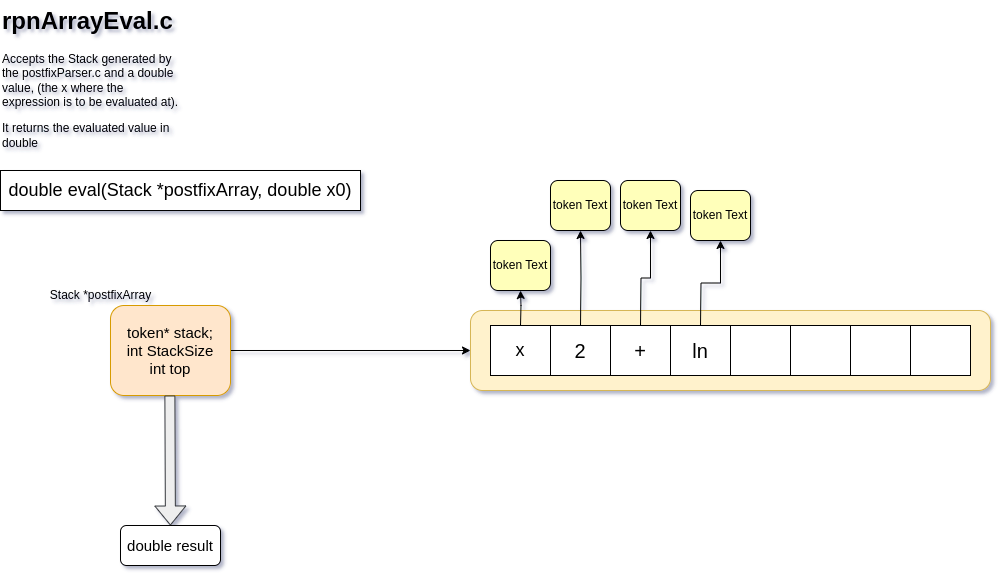 rpnArrayEval.c
Accepts the Stack generated by
the postfixParser.c and a double
value, (the x where the
expression is to be evaluated at).
It returns the evaluated value in
double
double eval(Stack *postfixArray, double x0)
token Text
token Text
token Text
token Text
Stack *postfixArray
token* stack;
int StackSize
int top
x
2
+
ln
double result